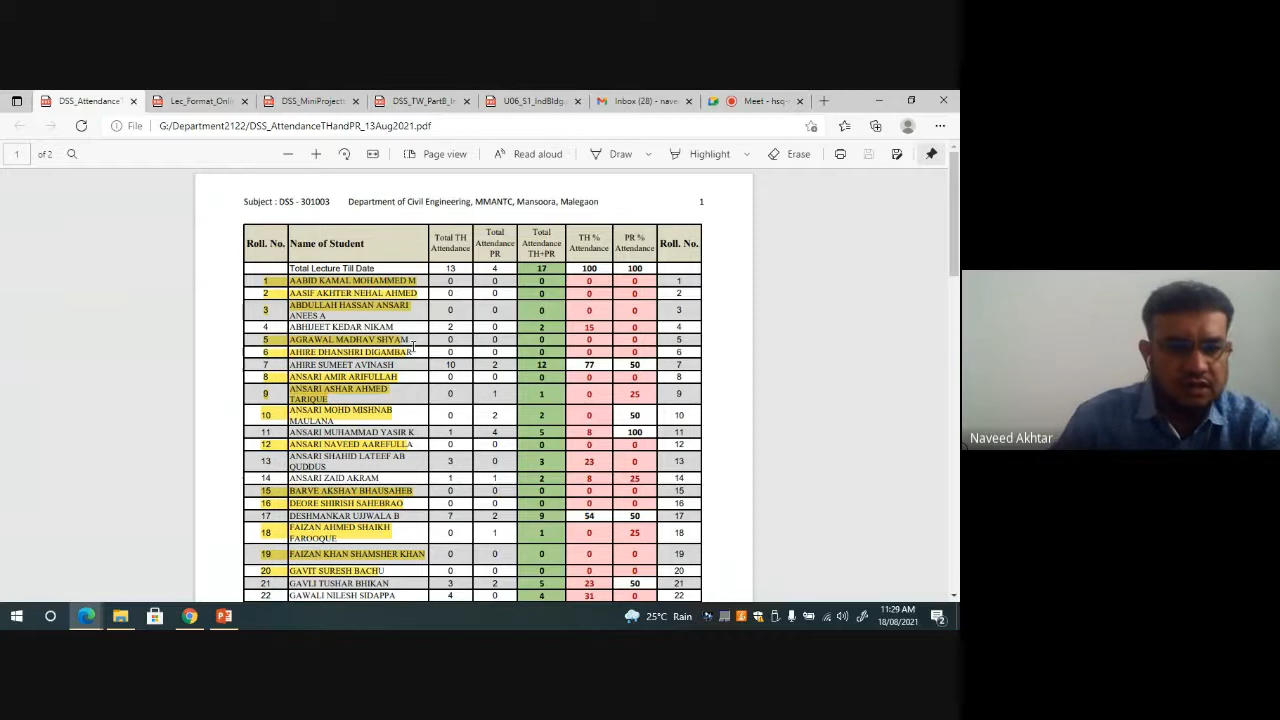 DSS_AttendanceT Lec_Format_Onli DSS_MiniProject DSS_TW_PartB_In U06_S1_IndBldg. Inbox (28) - nave Meet - hsq-
File G:/Department2122/DSS_AttendanceTHandPR_13Aug2021.pdf
1 of 2 Page view Read aloud Draw Highlight Erase
Subject : DSS - 301003 Department of Civil Engineering, MMANTC, Mansoora, Malegaon 1
Roll. No. Name of Student Total TH Attendance Total Attendance PR Total Attendance TH+PR TH % Attendance PR % Attendance Roll. No.
Total Lecture Till Date 13 4 17 100 100
1 AABID KAMAL MOHAMMED M 0 0 0 0 0 1
2 AASIF AKHTER NEHAL AHMED 0 0 0 0 0 2
3 ABDULLAH HASSAN ANSARI ANEES A 0 0 0 0 0 3
4 ABHIJEET KEDAR NIKAM 2 0 2 15 0 4
5 AGRAWAL MADHAV SHYAM 0 0 0 0 0 5
6 AHIRE DHANSHRI DIGAMBAR 0 0 0 0 0 6
7 AHIRE SUMEET AVINASH 10 2 12 77 50 7
8 ANSARI AMIR ARIFULLAH 0 0 0 0 0 8
9 ANSARI ASHAR AHMED TARIQUE 0 1 1 0 25 9
10 ANSARI MOHD MISHNAB MAULANA 0 2 2 0 50 10
11 ANSARI MUHAMMAD YASIR K 1 4 5 8 100 11
12 ANSARI NAVEED AAREFULLA 0 0 0 0 0 12
13 ANSARI SHAHID LATEEF AB QUDDUS 3 0 3 23 0 13
14 ANSARI ZAID AKRAM 1 1 2 8 25 14
15 BARVE AKSHAY BHAUSAHEB 0 0 0 0 0 15
16 DEORE SHIRISH SAHEBRAO 0 0 0 0 0 16
17 DESHMANKAR UJJWALA B 7 2 9 54 50 17
18 FAIZAN AHMED SHAIKH FAROOQUE 0 1 1 0 25 18
19 FAIZAN KHAN SHAMSHER KHAN 0 0 0 0 0 19
20 GAVIT SURESH BACHU 0 0 0 0 0 20
21 GAVLI TUSHAR BHIKAN 3 2 5 23 50 21
22 GAWALI NILESH SIDAPPA 4 0 4 31 0 22
Naveed Akhtar
25°C Rain 11:29 AM
18/08/2021
2